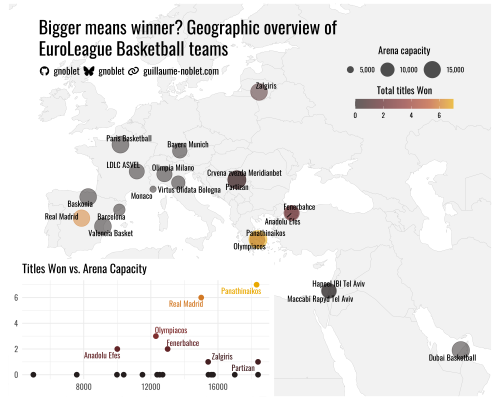 Bigger means winner? Geographic overview of
EuroLeague Basketball teams
gnoblet gnoblet guillaume-noblet.com
Arena capacity
5,000 10,000 15,000
Total titles Won
0 2 4 6
Zalgiris
Paris Basketball
Bayern Munich
LDLC ASVEL
Olimpia Milano
Crvena zvezda Meridianbet
Monaco
Virtus Olidata Bologna
Partizan
Baskonia
Real Madrid
Barcelona
Valencia Basket
Fenerbahce
Anadolu Efes
Panathinaikos
Olympiacos
Hapoel IBI Tel Aviv
Maccabi Rapyd Tel Aviv
Dubai Basketball
Titles Won vs. Arena Capacity
Panathinaikos
6
Real Madrid
4
Olympiacos
Fenerbahce
2
Anadolu Efes
Zalgiris
Partizan
0
8000 12000 16000